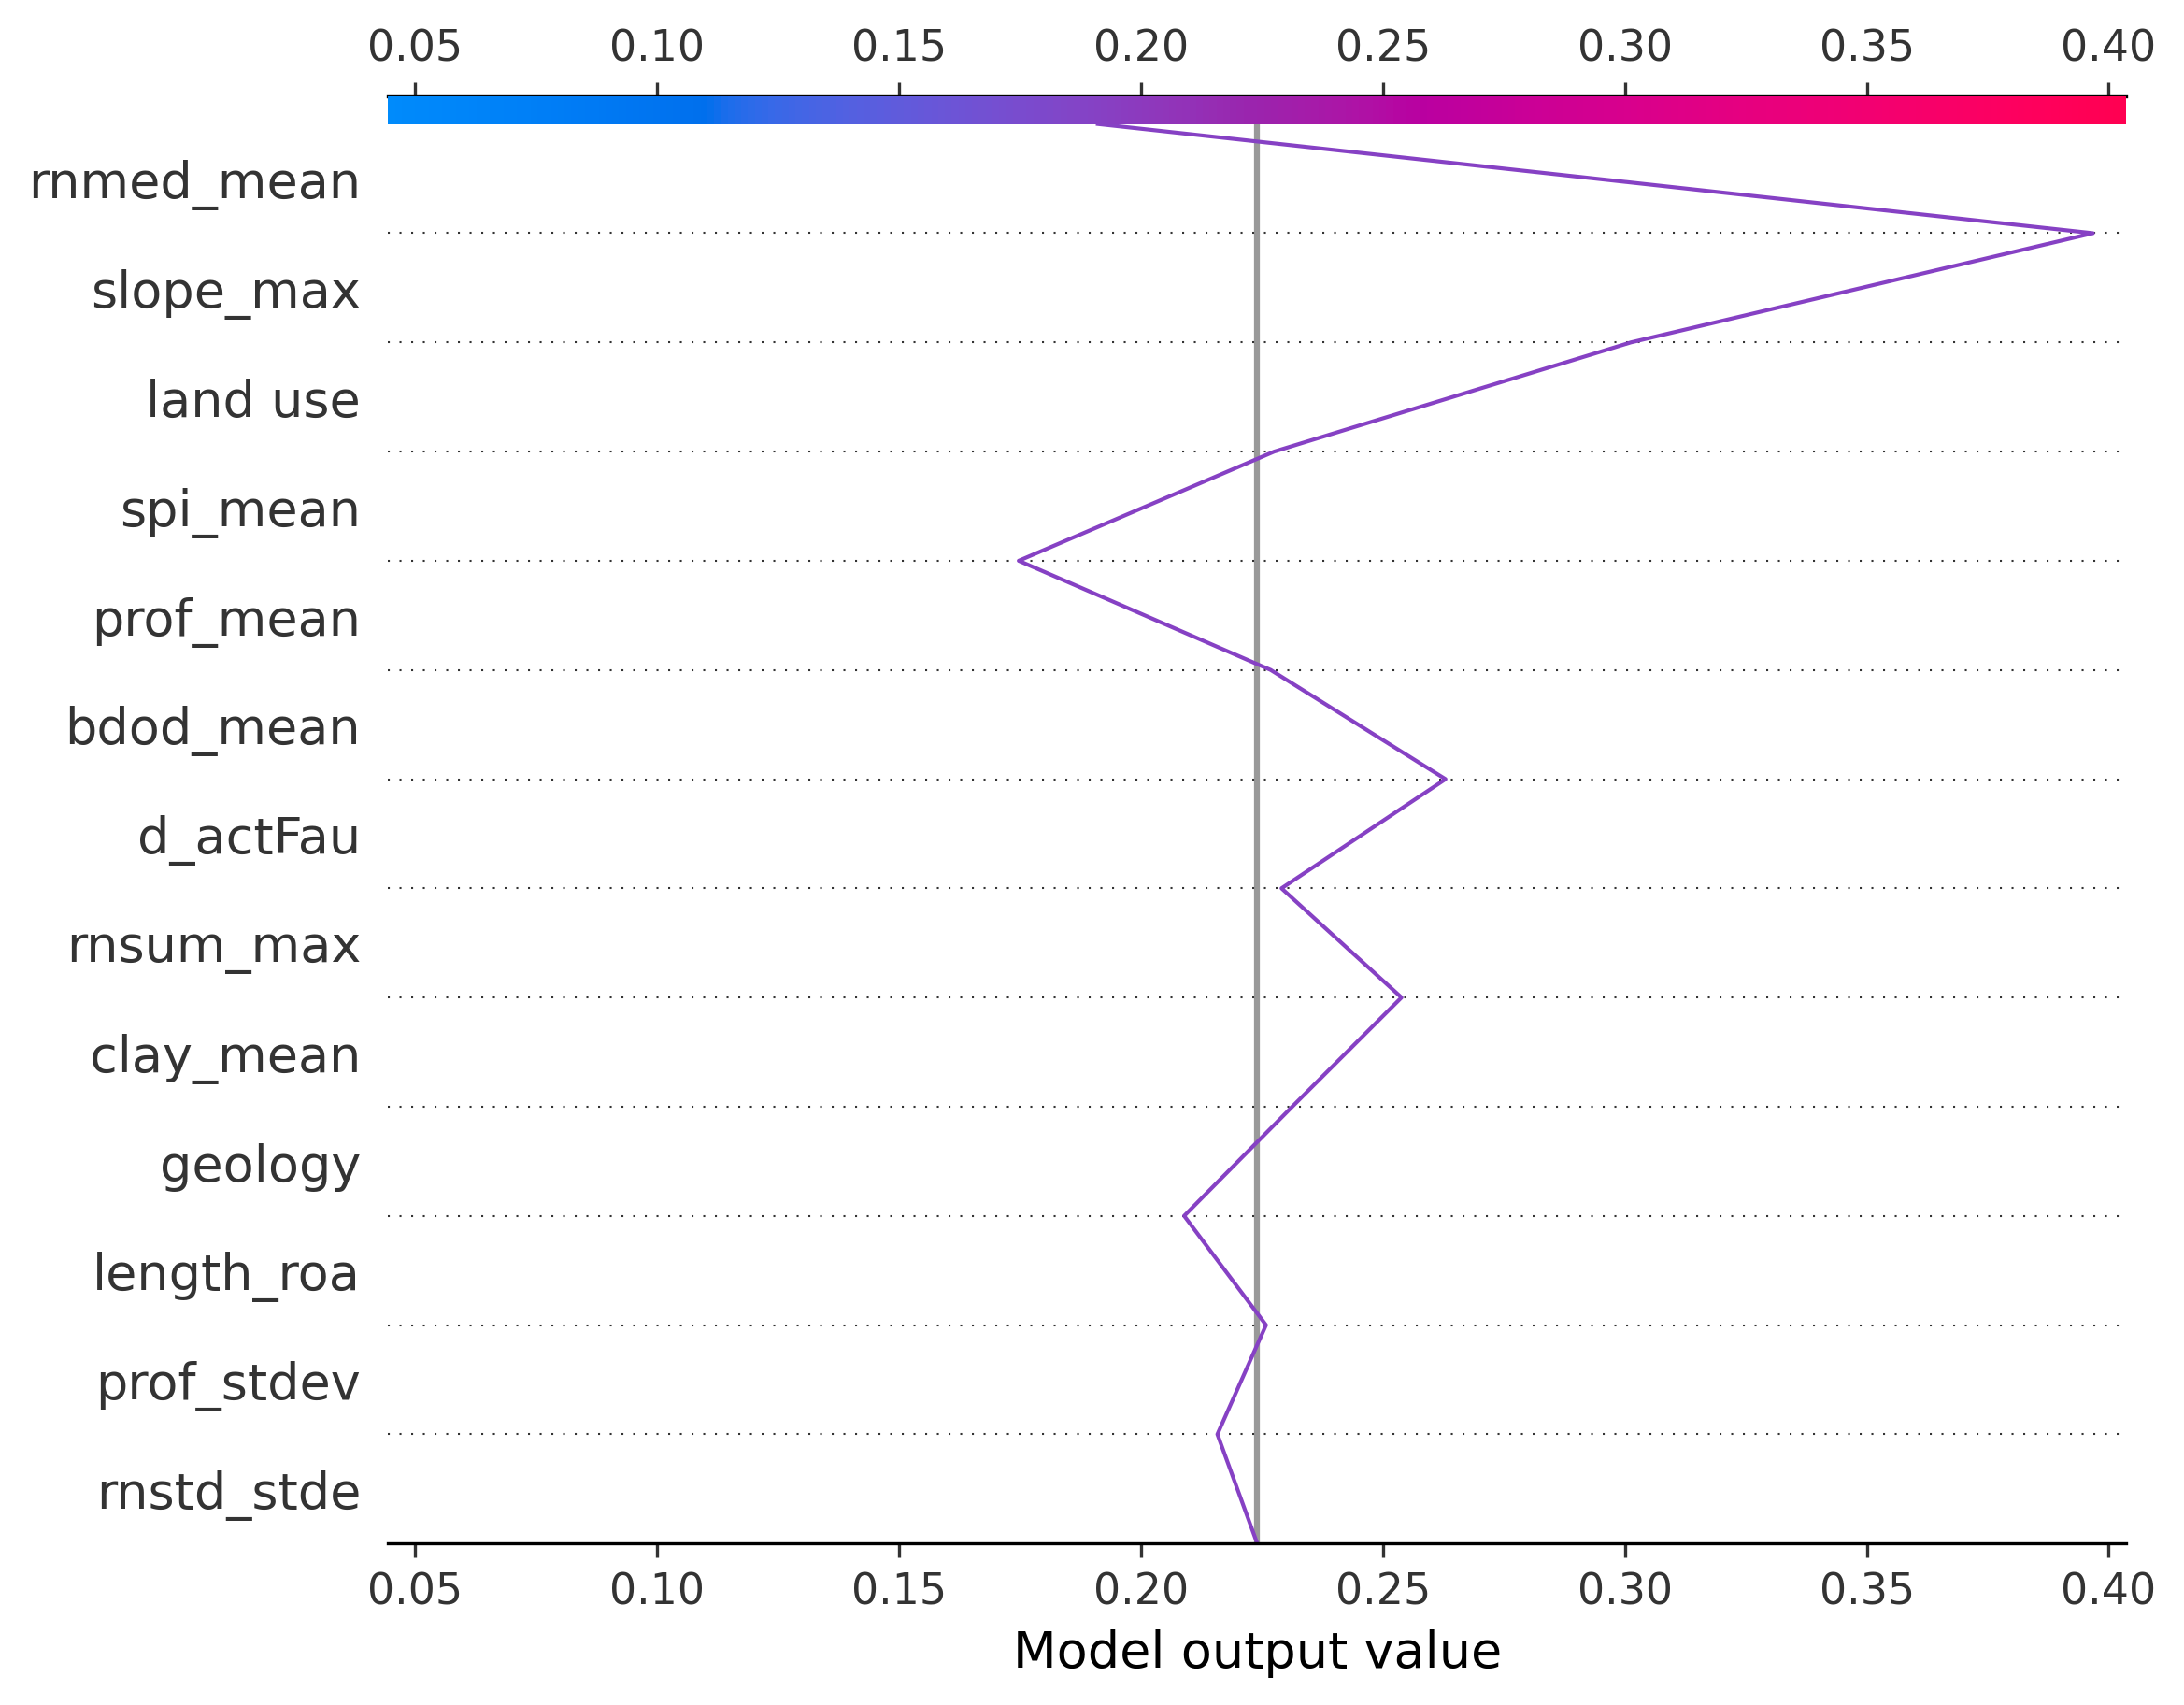 0.05 0.10 0.15 0.20 0.25 0.30 0.35 0.40
rnmed_mean
slope_max
land use
spi_mean
prof_mean
bdod_mean
d_actFau
rnsum_max
clay_mean
geology
length_roa
prof_stdev
rnstd_stde
0.05 0.10 0.15 0.20 0.25 0.30 0.35 0.40
Model output value